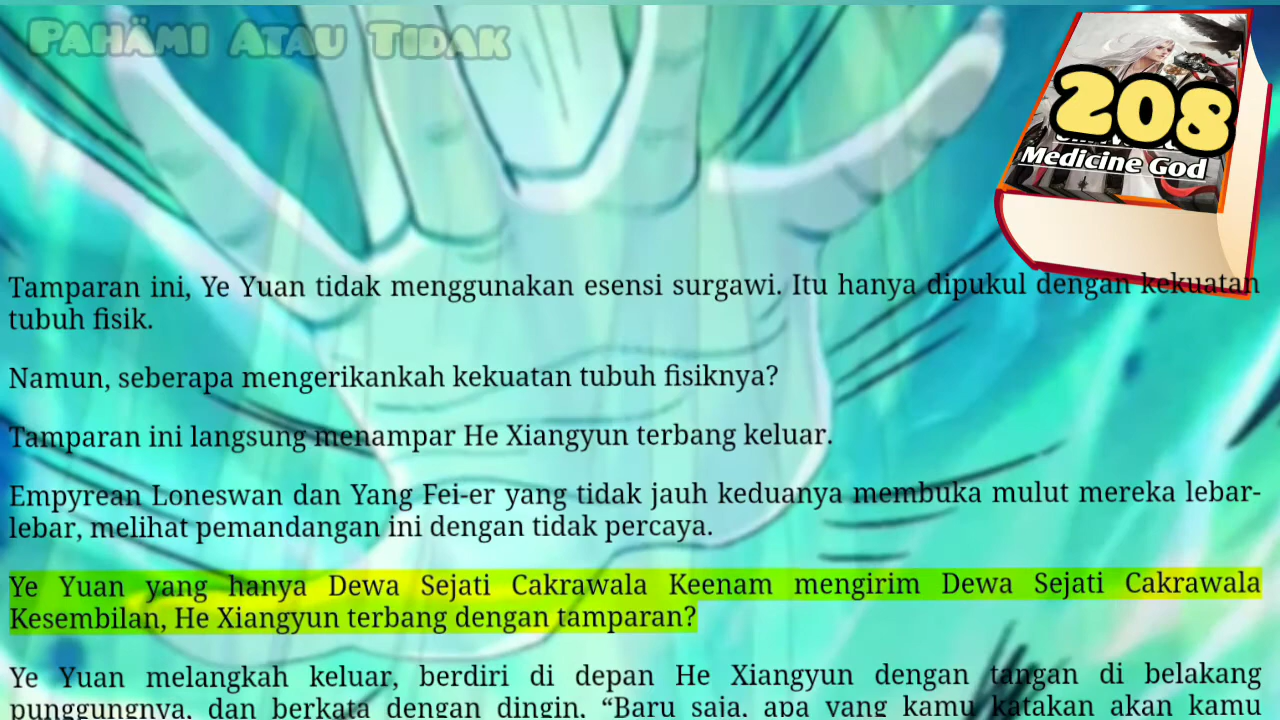 PAHÄMI ATAU TIDAK
208
Medicine God
Tamparan ini, Ye Yuan tidak menggunakan esensi surgawi. Itu hanya dipukul dengan kekuatan
tubuh fisik.
Namun, seberapa mengerikankah kekuatan tubuh fisiknya?
Tamparan ini langsung menampar He Xiangyun terbang keluar.
Empyrean Loneswan dan Yang Fei-er yang tidak jauh keduanya membuka mulut mereka lebar-
lebar, melihat pemandangan ini dengan tidak percaya.
Ye Yuan yang hanya Dewa Sejati Cakrawala Keenam mengirim Dewa Sejati Cakrawala
Kesembilan, He Xiangyun terbang dengan tamparan?
Ye Yuan melangkah keluar, berdiri di depan He Xiangyun dengan tangan di belakang
punggungnya, dan berkata dengan dingin, “Baru saja, apa yang kamu katakan akan kamu